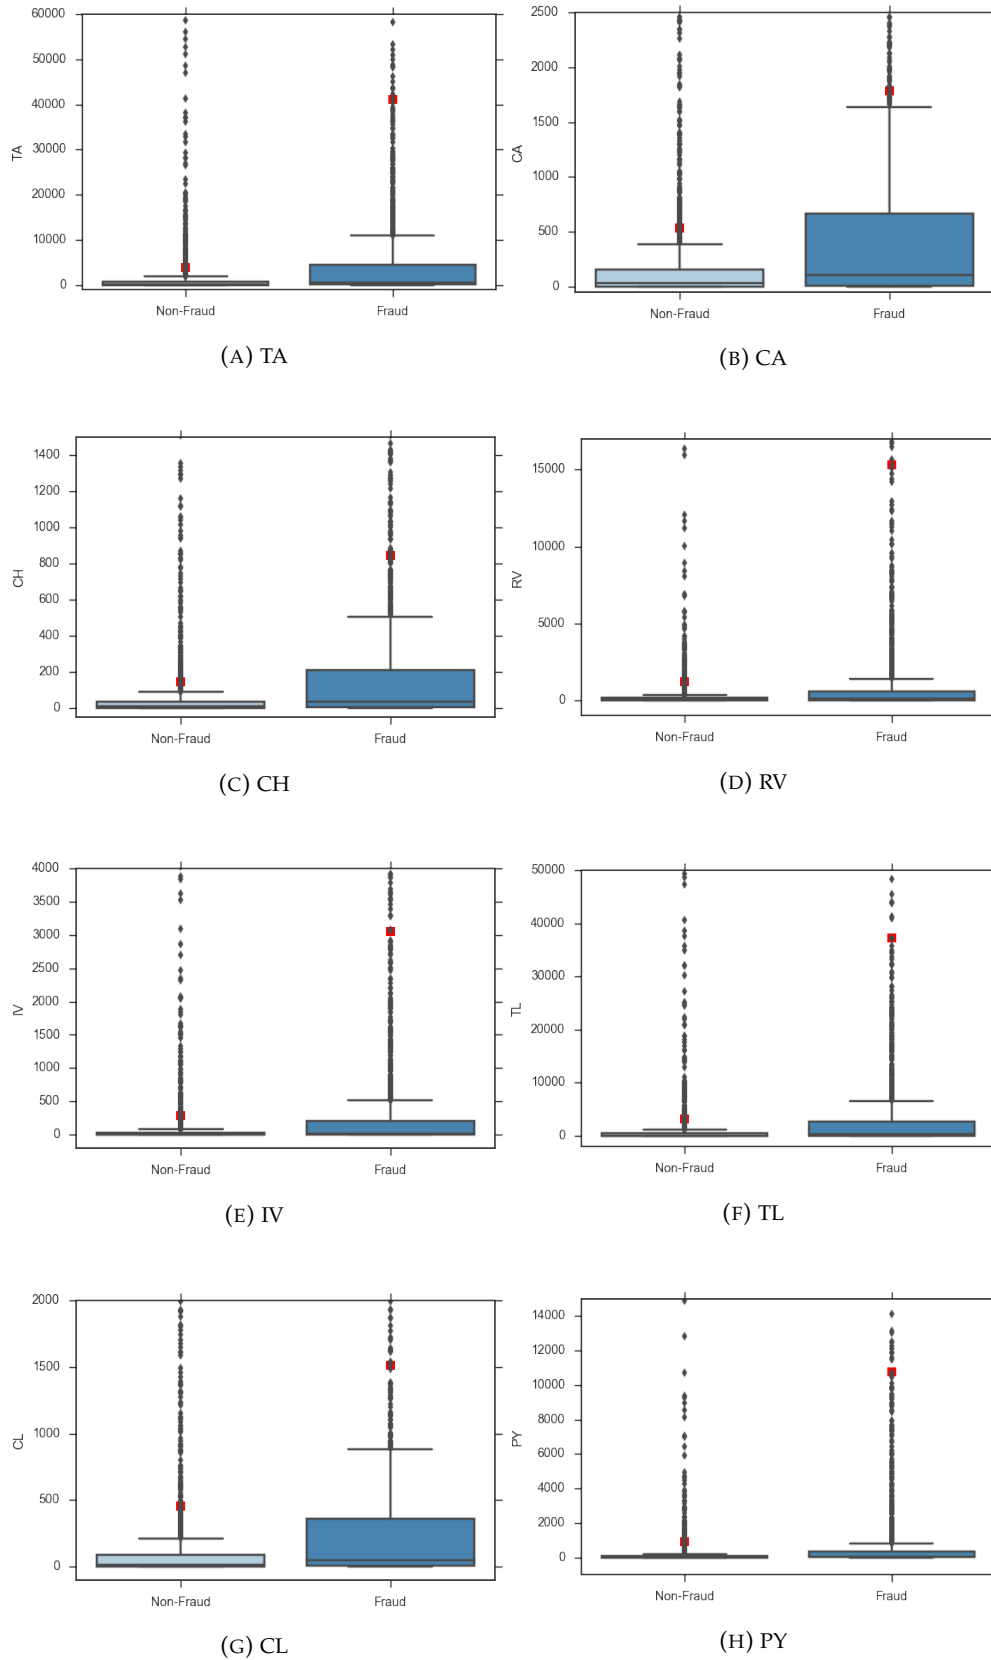 60000
50000
40000
30000
20000
10000
0
TA
Non-Fraud Fraud
(A) TA
2500
2000
1500
1000
500
0
CA
Non-Fraud Fraud
(B) CA
1400
1200
1000
800
600
400
200
0
CH
Non-Fraud Fraud
(C) CH
15000
10000
5000
0
RV
Non-Fraud Fraud
(D) RV
4000
3500
3000
2500
2000
1500
1000
500
0
IV
Non-Fraud Fraud
(E) IV
50000
40000
30000
20000
10000
0
TL
Non-Fraud Fraud
(F) TL
2000
1500
1000
500
0
CL
Non-Fraud Fraud
(G) CL
14000
12000
10000
8000
6000
4000
2000
0
PY
Non-Fraud Fraud
(H) PY